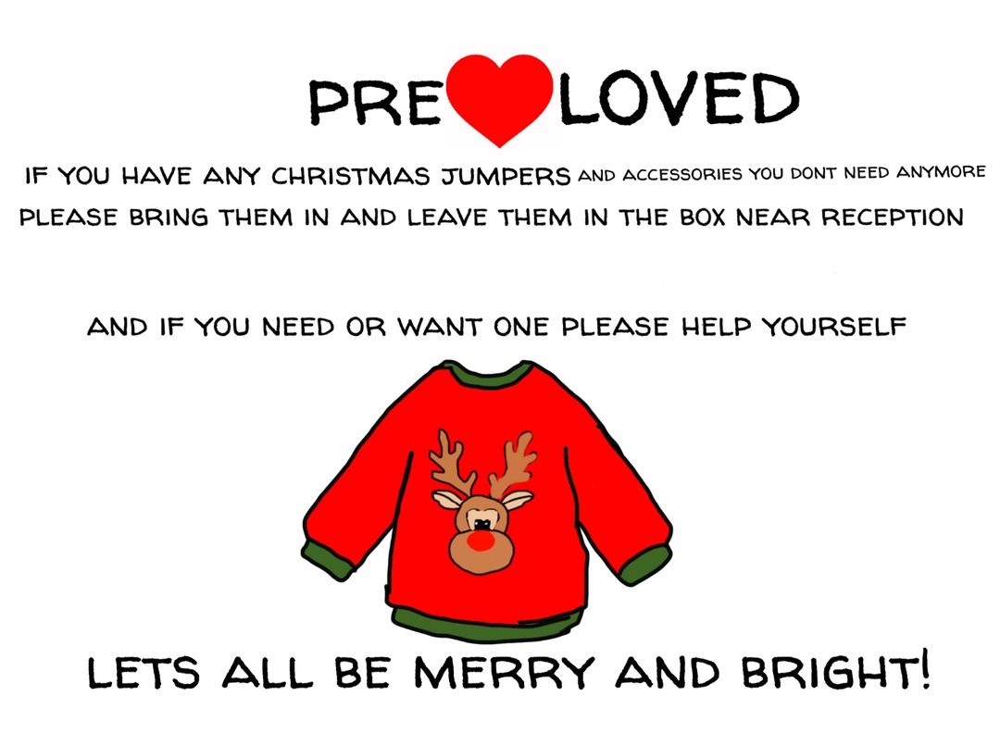 PRE LOVED
IF YOU HAVE ANY CHRISTMAS JUMPERS AND ACCESSORIES YOU DONT NEED ANYMORE
PLEASE BRING THEM IN AND LEAVE THEM IN THE BOX NEAR RECEPTION
AND IF YOU NEED OR WANT ONE PLEASE HELP YOURSELF
LETS ALL BE MERRY AND BRIGHT!